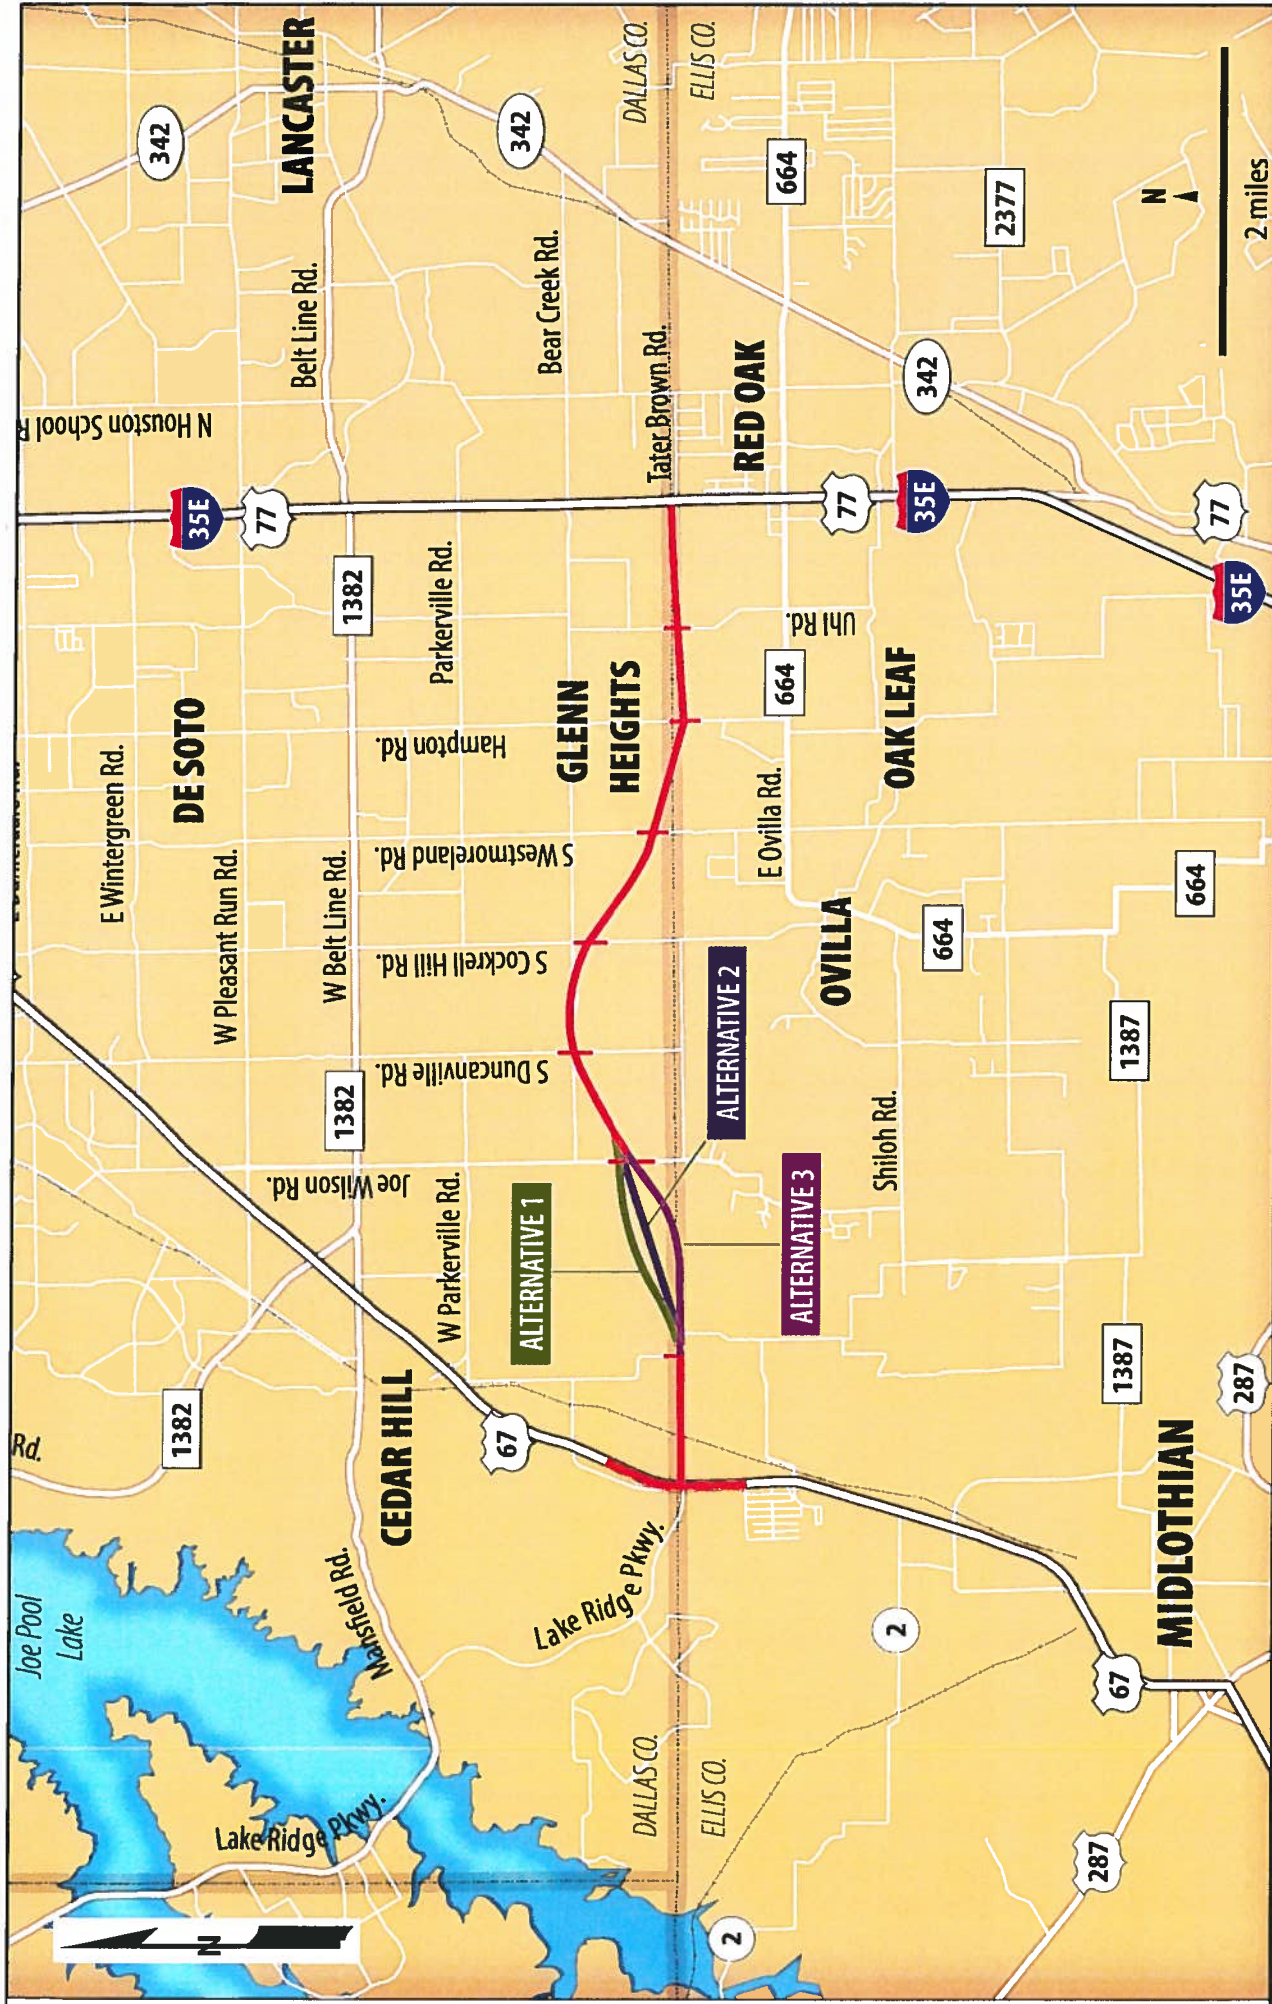 Joe Pool
Lake
Rd.
1382
E Wintergreen Rd.
DE SOTO
W Pleasant Run Rd.
35E
77
N Houston School R
342
LANCASTER
Lake Ridge Pkwy.
N
Mansfield Rd.
CEDAR HILL
1382
Joe Wilson Rd.
W Belt Line Rd.
1382
Belt Line Rd.
67
W Parkerville Rd.
S Duncanville Rd.
S Cockrell Hill Rd.
S Westmoreland Rd.
Hampton Rd.
Parkerville Rd.
Bear Creek Rd.
342
ALTERNATIVE 1
GLENN
HEIGHTS
Lake Ridge Pkwy.
DALLAS CO.
ELLIS CO.
Tater Brown Rd.
DALLAS CO.
ELLIS CO.
ALTERNATIVE 2
ALTERNATIVE 3
E Ovilla Rd.
664
Uhl Rd.
RED OAK
664
2
OVILLA
OAK LEAF
77
35E
342
2
Shiloh Rd.
664
2377
N
287
67
MIDLOTHIAN
1387
1387
664
287
35E
77
2 miles